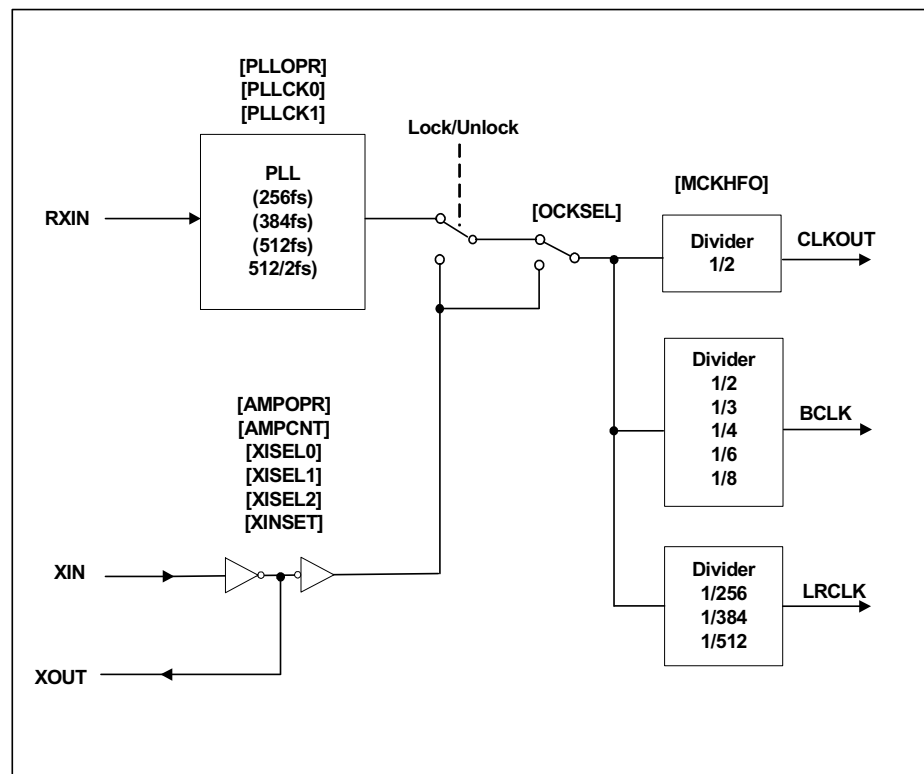 [PLLOPR]
[PLLCK0]
[PLLCK1]
Lock/Unlock
PLL
(256fs)
(384fs)
(512fs)
512/2fs)
RXIN
[OCKSEL]
[MCKHFO]
Divider
1/2
CLKOUT
Divider
1/2
1/3
1/4
1/6
1/8
BCLK
[AMPOPR]
[AMPCNT]
[XISEL0]
[XISEL1]
[XISEL2]
[XINSET]
XIN
XOUT
Divider
1/256
1/384
1/512
LRCLK